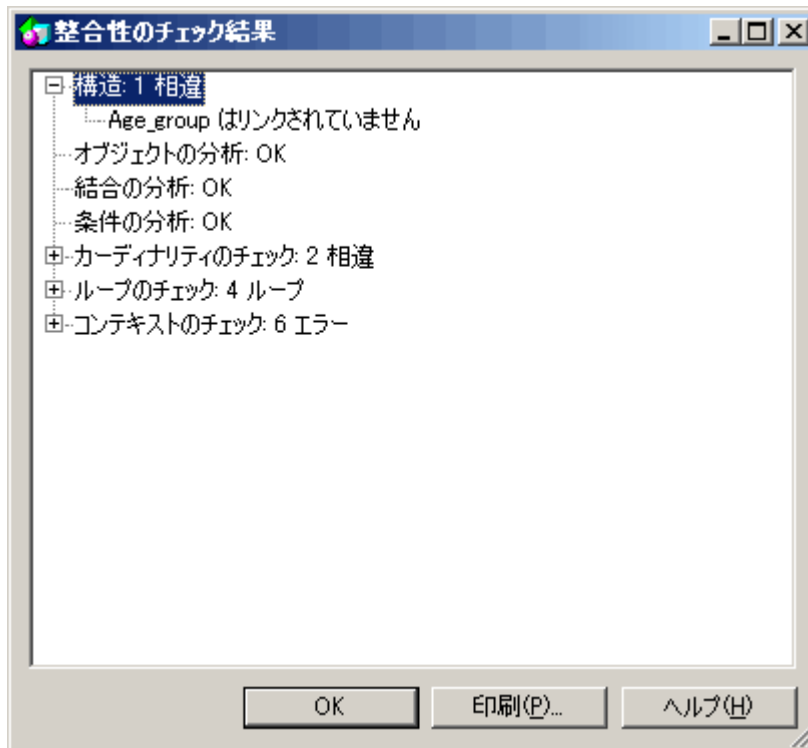 整合性のチェック結果
構造: 1 相違
Age_group はリンクされていません
オブジェクトの分析: OK
結合の分析: OK
条件の分析: OK
カーディナリティのチェック: 2 相違
ループのチェック: 4 ループ
コンテキストのチェック: 6 エラー
OK 印刷(P)... ヘルプ(H)